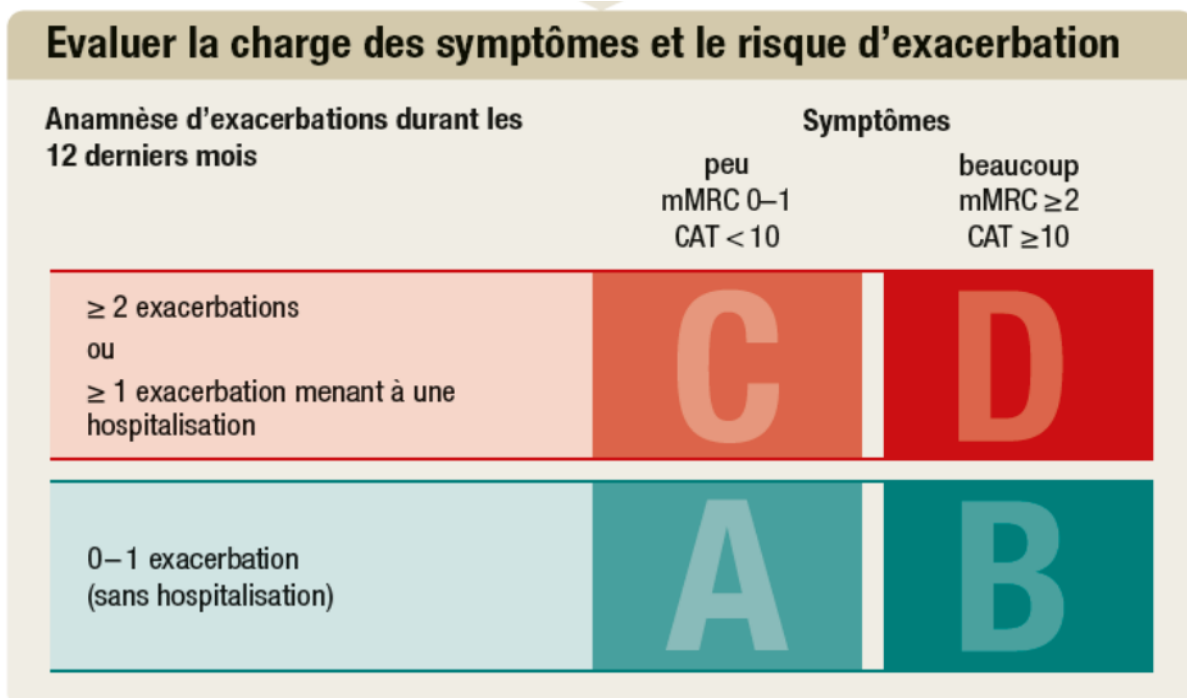 Evaluer la charge des symptômes et le risque d’exacerbation
Anamnèse d’exacerbations durant les
12 derniers mois
Symptômes
peu
mMRC 0–1
CAT < 10
beaucoup
mMRC ≥2
CAT ≥10
≥ 2 exacerbations
ou
≥ 1 exacerbation menant à une
hospitalisation
C
D
0–1 exacerbation
(sans hospitalisation)
A
B